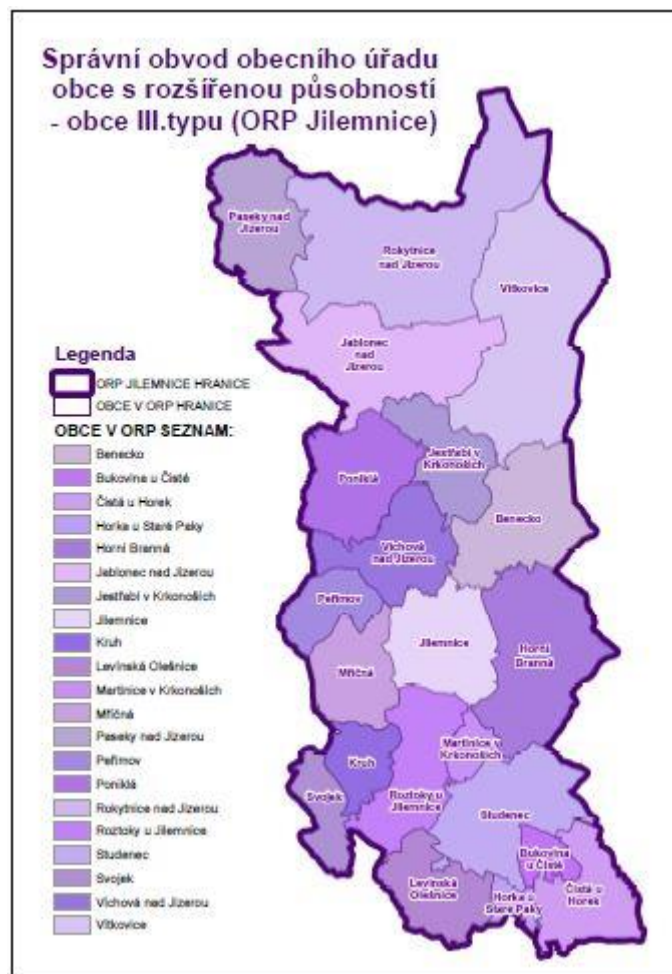 Správní obvod obecního úřadu
obce s rozšířenou působností
- obce III.typu (ORP Jilemnice)
Paseky nad
Jizerou
Rokytnice
nad Jizerou
Vítkovice
Jablonec
nad
Jizerou
Legenda
ORP JILEMNICE HRANICE
OBCE V ORP HRANICE
OBCE V ORP SEZNAM:
Benecko
Bukovina u Čisté
Čistá u Horek
Horka u Staré Paky
Horní Branná
Jablonec nad Jizerou
Jestřabí v Krkonoších
Jilemnice
Kruh
Levínská Olešnice
Martinice v Krkonoších
Mříčná
Paseky nad Jizerou
Peřimov
Poniklá
Rokytnice nad Jizerou
Roztoky u Jilemnice
Studenec
Svojek
Víchová nad Jizerou
Vítkovice
Jestřabí v
Krkonoších
Poniklá
Benecko
Víchová
nad Jizerou
Peřimov
Jilemnice
Horní
Branná
Mříčná
Martinice v
Krkonoších
Kruh
Svojek
Roztoky u
Jilemnice
Studenec
Bukovina
u Čisté
Levínská
Olešnice
Horka u
Staré Paky
Čistá u
Horek